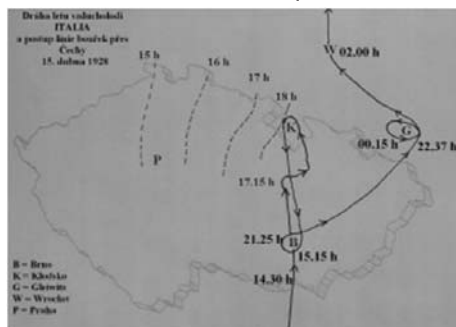 Dráha letu vzducholodi
ITALIA
a postup linie bouřek přes
Čechy
15. dubna 1928
15 h
16 h
17 h
18 h
W 02.00 h
K
G
00.15 h
22.37 h
P
17.15 h
21.25 h
B
15.15 h
14.30 h
B = Brno
K = Kłodzko
G = Gleiwitz
W = Wrocław
P = Praha